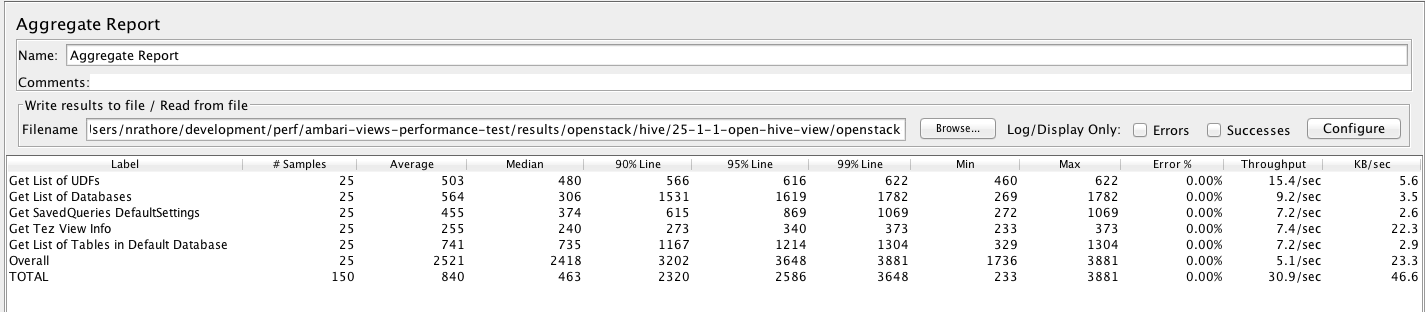 Aggregate Report
Name: Aggregate Report
Comments:
Write results to file / Read from file
Filename sers/nrathore/development/perf/ambari-views-performance-test/results/openstack/hive/25-1-1-open-hive-view/openstack Browse... Log/Display Only: Errors Successes Configure
Label # Samples Average Median 90% Line 95% Line 99% Line Min Max Error % Throughput KB/sec
Get List of UDFs 25 503 480 566 616 622 460 622 0.00% 15.4/sec 5.6
Get List of Databases 25 564 306 1531 1619 1782 269 1782 0.00% 9.2/sec 3.5
Get SavedQueries DefaultSettings 25 455 374 615 869 1069 272 1069 0.00% 7.2/sec 2.6
Get Tez View Info 25 255 240 273 340 373 233 373 0.00% 7.4/sec 22.3
Get List of Tables in Default Database 25 741 735 1167 1214 1304 329 1304 0.00% 7.2/sec 2.9
Overall 25 2521 2418 3202 3648 3881 1736 3881 0.00% 5.1/sec 23.3
TOTAL 150 840 463 2320 2586 3648 233 3881 0.00% 30.9/sec 46.6